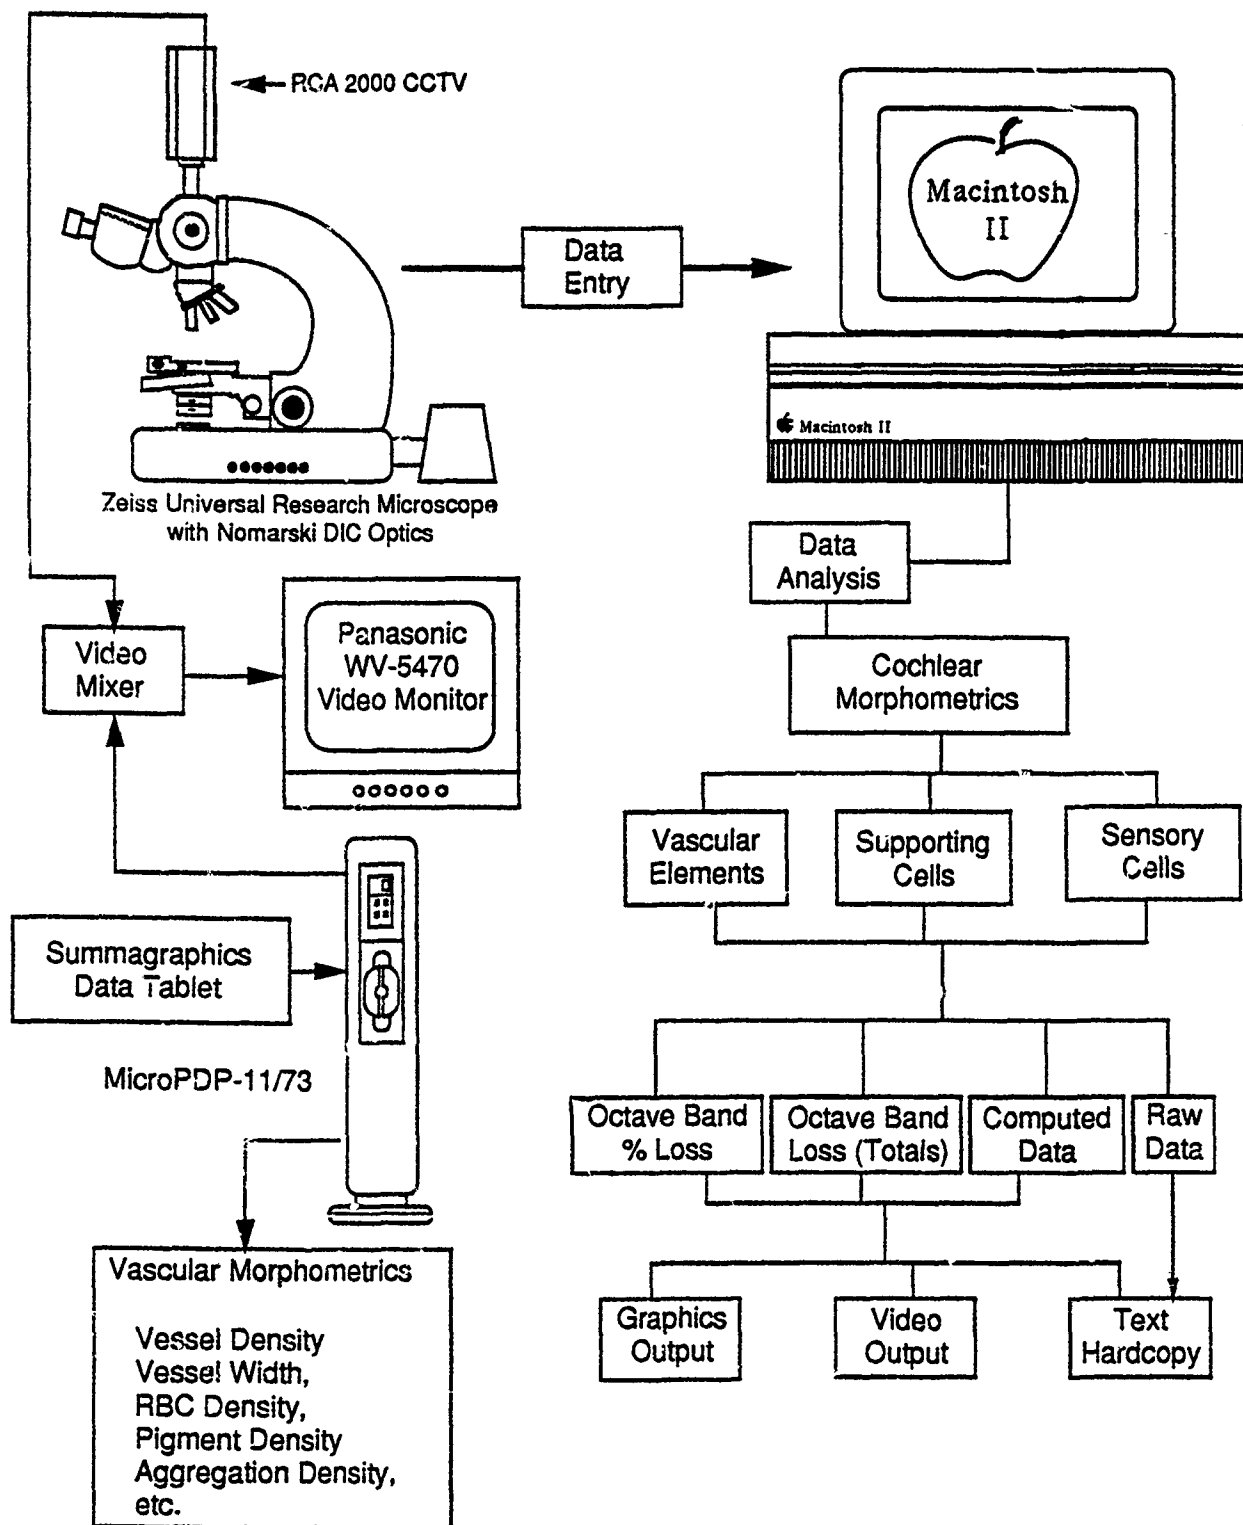 RCA 2000 CCTV
Macintosh
II
Data
Entry
Macintosh II
Zeiss Universal Research Microscope
with Nomarski DIC Optics
Data
Analysis
Video
Mixer
Panasonic
WV-5470
Video Monitor
Cochlear
Morphometrics
Vascular
Elements
Supporting
Cells
Sensory
Cells
Summagraphics
Data Tablet
MicroPDP-11/73
Octave Band
% Loss
Octave Band
Loss (Totals)
Computed
Data
Raw
Data
Vascular Morphometrics
Vessel Density
Vessel Width,
RBC Density,
Pigment Density
Aggregation Density,
etc.
Graphics
Output
Video
Output
Text
Hardcopy